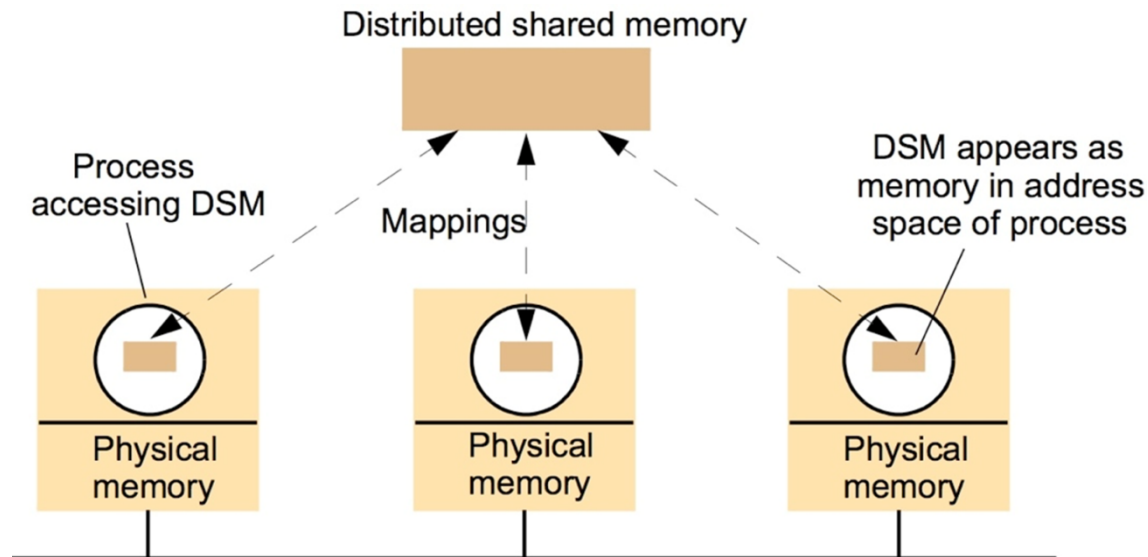 Distributed shared memory
Process
accessing DSM
Mappings
DSM appears as
memory in address
space of process
Physical
memory
Physical
memory
Physical
memory